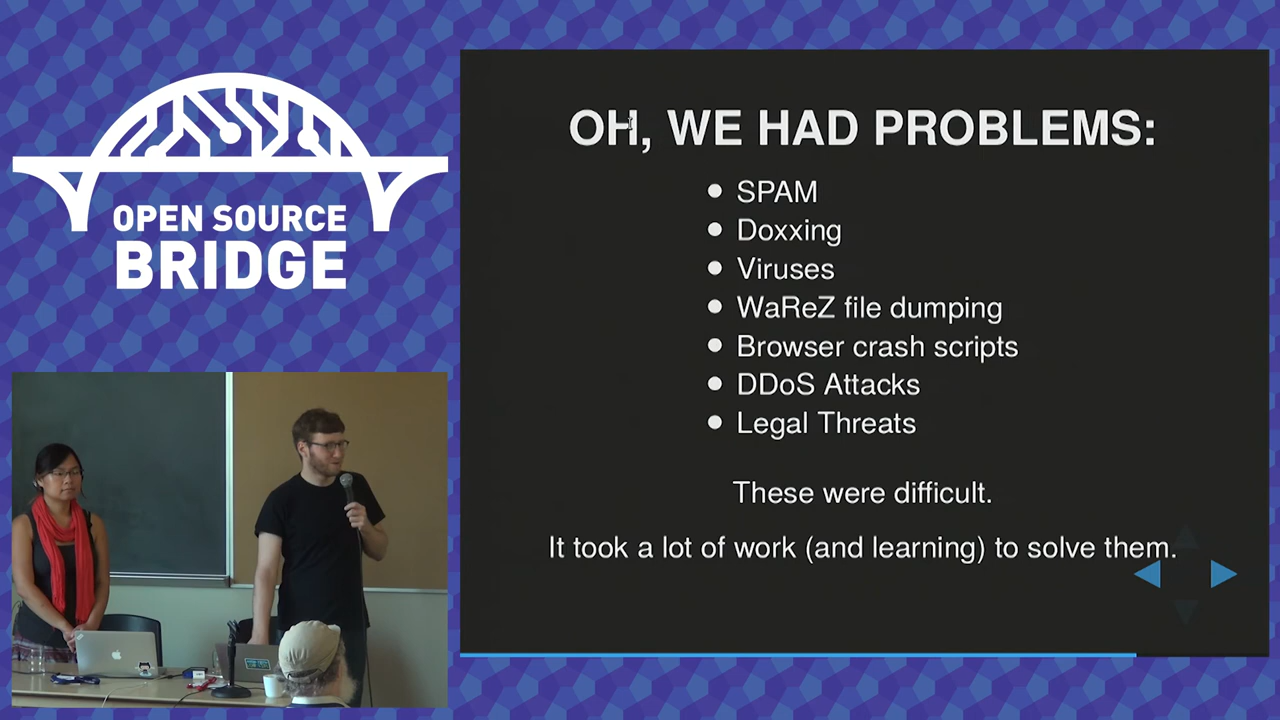 OPEN SOURCE
BRIDGE
OH, WE HAD PROBLEMS:
SPAM
Doxxing
Viruses
WaReZ file dumping
Browser crash scripts
DDoS Attacks
Legal Threats
These were difficult.
It took a lot of work (and learning) to solve them.